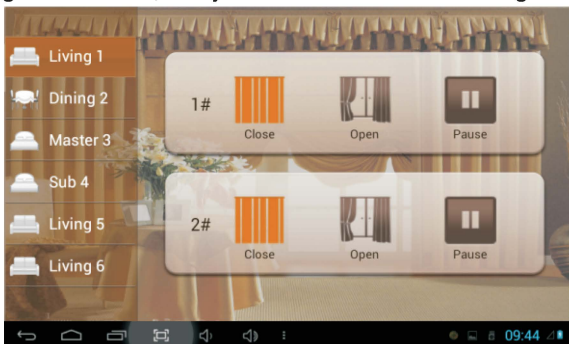 Living 1
Dining 2
Master 3
Sub 4
Living 5
Living 6
1#
Close Open Pause
2#
Close Open Pause
09:44